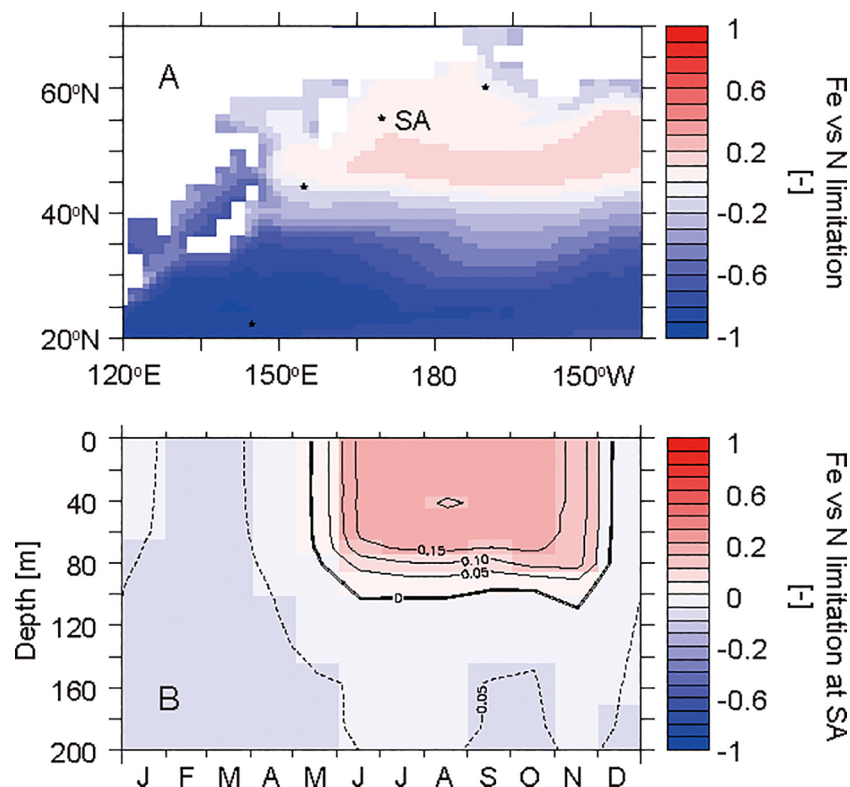 A
SA
60°N
40°N
20°N
120°E
150°E
180
150°W
1
0.6
0.2
-0.2
-0.6
-1
Fe vs N limitation
[-]
B
0
40
80
120
160
200
Depth [m]
0.15
0.10
0.05
0
0.05
J
F
M
A
M
J
J
A
S
O
N
D
1
0.6
0.2
0
-0.2
-0.6
-1
Fe vs N limitation at SA
[-]